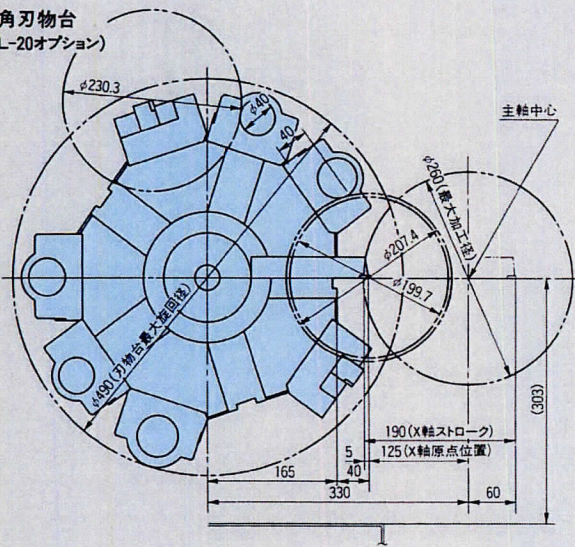 角刃物台
L-20オプション)
φ230.3
φ40
40
主軸中心
φ260(最大加工径)
φ207.4
φ199.7
φ490(刃物台最大旋回径)
(303)
190(X軸ストローク)
5
125(X軸原点位置)
165
40
330
60